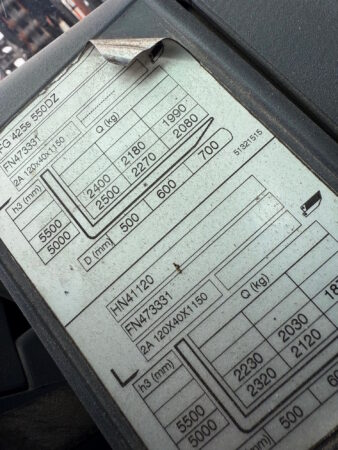 FG 425s 550DZ
FN473331
2A 120X40X1150
Q (kg)
h3 (mm)
5500 2400 2180 1990
5000 2500 2270 2080
D (mm) 500 600 700
51321515
HN41120
FN473331
2A 120X40X1150
Q (kg)
h3 (mm)
5500 2230 2030
5000 2320 2120
500